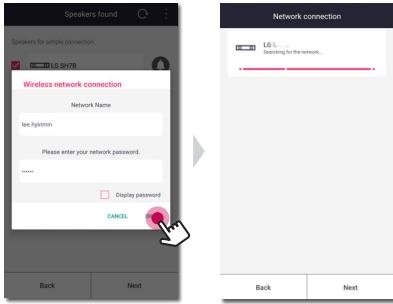 Speakers found
Speakers for simple connection
LG SH7B
Wireless network connection
Network Name
lee.hyinmin
Please enter your network password.
••••••
Display password
CANCEL
Back
Next
Network connection
LG
Searching for the network...
Back
Next